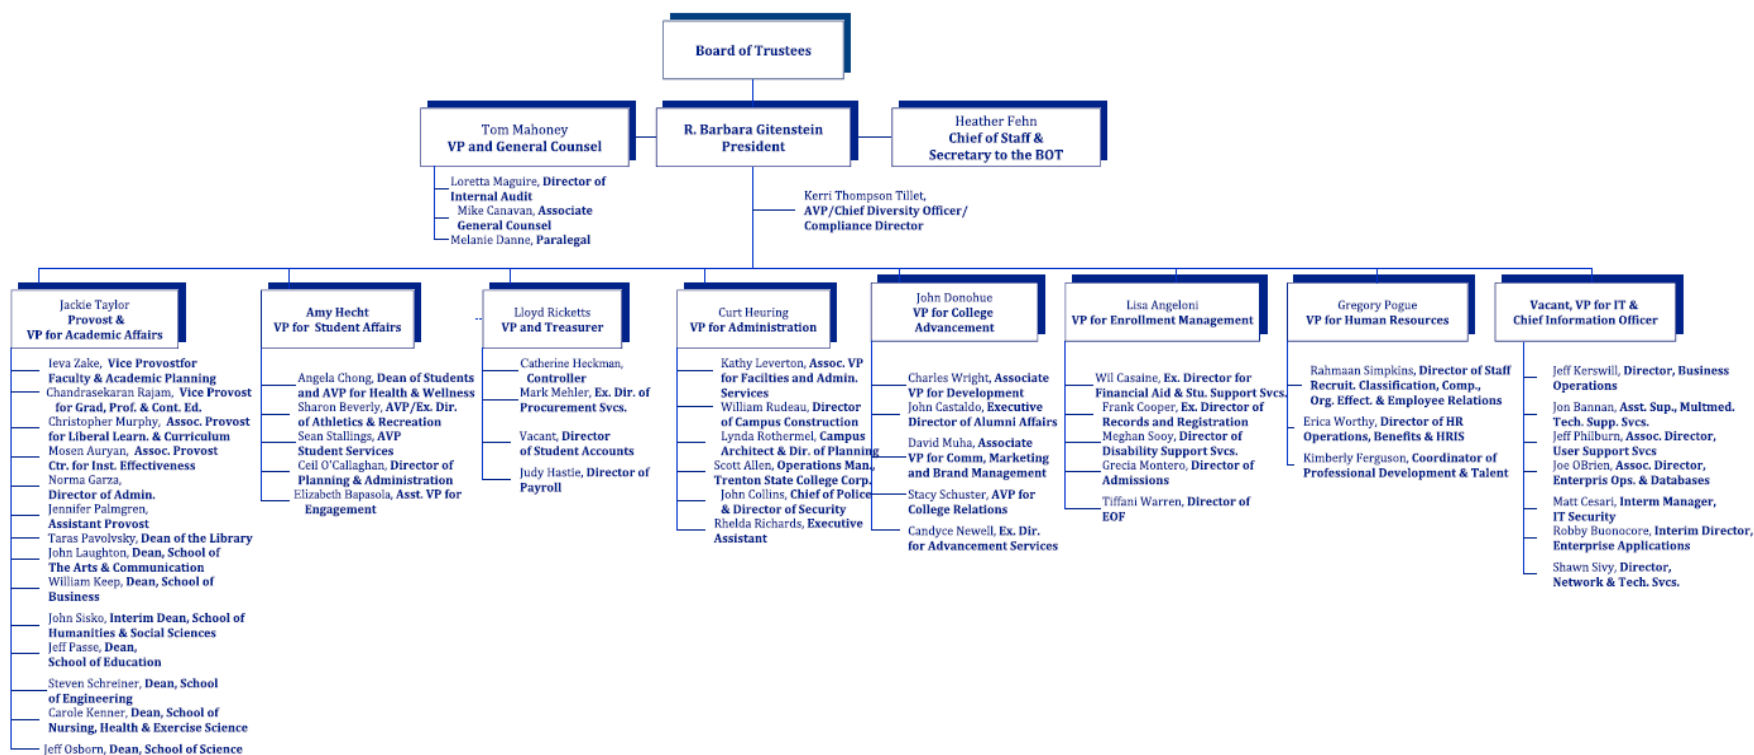 Board of Trustees
Tom Mahoney
VP and General Counsel
R. Barbara Gitenstein
President
Heather Fehn
Chief of Staff &
Secretary to the BOT
Loretta Maguire, Director of
Internal Audit
Mike Canavan, Associate
General Counsel
Melanie Danne, Paralegal
Kerri Thompson Tillet,
AVP/Chief Diversity Officer/
Compliance Director
Jackie Taylor
Provost &
VP for Academic Affairs
Ieva Zake, Vice Provostfor
Faculty & Academic Planning
Chandrasekaran Rajam, Vice Provost
for Grad, Prof. & Cont. Ed.
Christopher Murphy, Assoc. Provost
for Liberal Learn. & Curriculum
Mosen Auryan, Assoc. Provost
Ctr. for Inst. Effectiveness
Norma Garza,
Director of Admin.
Jennifer Palmgren,
Assistant Provost
Taras Pavolvsky, Dean of the Library
John Laughton, Dean, School of
The Arts & Communication
William Keep, Dean, School of
Business
John Sisko, Interim Dean, School of
Humanities & Social Sciences
Jeff Passe, Dean,
School of Education
Steven Schreiner, Dean, School
of Engineering
Carole Kenner, Dean, School of
Nursing, Health & Exercise Science
Jeff Osborn, Dean, School of Science
Amy Hecht
VP for Student Affairs
Angela Chong, Dean of Students
and AVP for Health & Wellness
Sharon Beverly, AVP/Ex. Dir.
of Athletics & Recreation
Sean Stallings, AVP
Student Services
Ceil O'Callaghan, Director of
Planning & Administration
Elizabeth Bapasola, Asst. VP for
Engagement
Lloyd Ricketts
VP and Treasurer
Catherine Heckman,
Controller
Mark Mehler, Ex. Dir. of
Procurement Svcs.
Vacant, Director
of Student Accounts
Judy Hastie, Director of
Payroll
Curt Heuring
VP for Administration
Kathy Leverton, Assoc. VP
for Facilties and Admin.
Services
William Rudeau, Director
of Campus Construction
Lynda Rothermel, Campus
Architect & Dir. of Planning
Scott Allen, Operations Man.,
Trenton State College Corp.
John Collins, Chief of Police
& Director of Security
Rhelda Richards, Executive
Assistant
John Donohue
VP for College
Advancement
Charles Wright, Associate
VP for Development
John Castaldo, Executive
Director of Alumni Affairs
David Muha, Associate
VP for Comm, Marketing
and Brand Management
Stacy Schuster, AVP for
College Relations
Candyce Newell, Ex. Dir.
for Advancement Services
Lisa Angeloni
VP for Enrollment Management
Wil Casaine, Ex. Director for
Financial Aid & Stu. Support Svcs.
Frank Cooper, Ex. Director of
Records and Registration
Meghan Sooy, Director of
Disability Support Svcs.
Grecia Montero, Director of
Admissions
Tiffani Warren, Director of
EOF
Gregory Pogue
VP for Human Resources
Rahmaan Simpkins, Director of Staff
Recruit. Classification, Comp.,
Org. Effect. & Employee Relations
Erica Worthy, Director of HR
Operations, Benefits & HRIS
Kimberly Ferguson, Coordinator of
Professional Development & Talent
Vacant, VP for IT &
Chief Information Officer
Jeff Kerswill, Director, Business
Operations
Jon Bannan, Asst. Sup., Multmed.
Tech. Supp. Svcs.
Jeff Philburn, Assoc. Director,
User Support Svcs
Joe OBrien, Assoc. Director,
Enterpris Ops. & Databases
Matt Cesari, Interm Manager,
IT Security
Robby Buonocore, Interim Director,
Enterprise Applications
Shawn Sivy, Director,
Network & Tech. Svcs.